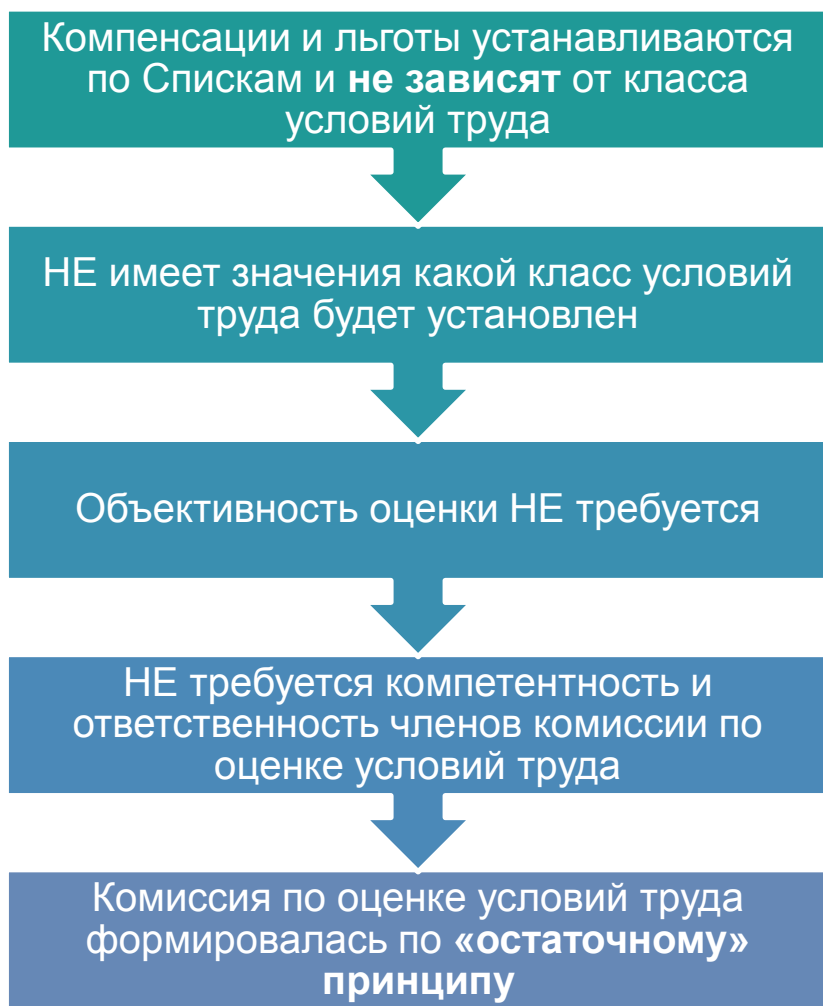 Компенсации и льготы устанавливаются
по Спискам и не зависят от класса
условий труда
НЕ имеет значения какой класс условий
труда будет установлен
Объективность оценки НЕ требуется
НЕ требуется компетентность и
ответственность членов комиссии по
оценке условий труда
Комиссия по оценке условий труда
формировалась по «остаточному»
принципу